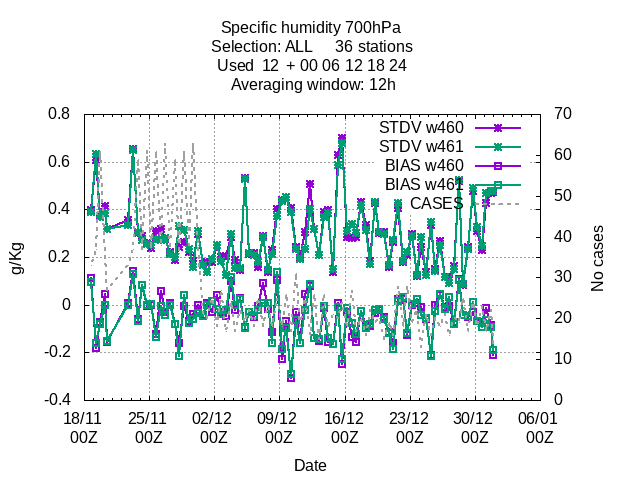 Specific humidity 700hPa
Selection: ALL 36 stations
Used 12 + 00 06 12 18 24
Averaging window: 12h
0.8
0.6
0.4
0.2
0
-0.2
-0.4
g/Kg
70
60
50
40
30
20
10
0
No cases
STDV w460
STDV w461
BIAS w460
BIAS w461
CASES
18/11 25/11 02/12 09/12 16/12 23/12 30/12 06/01
00Z 00Z 00Z 00Z 00Z 00Z 00Z 00Z
Date